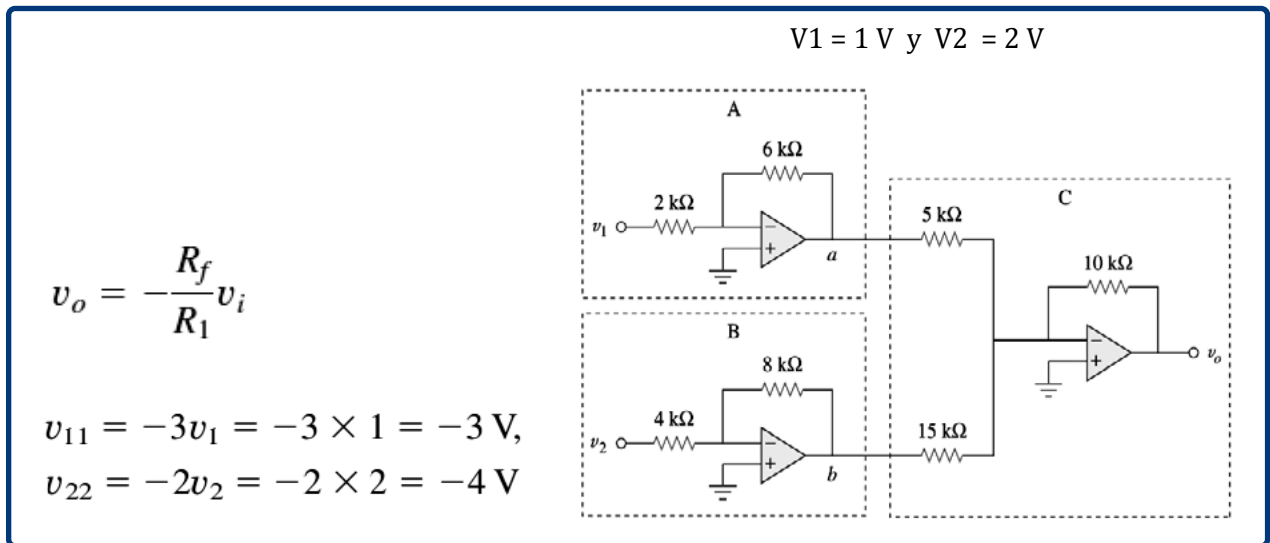 V1 = 1 V y V2 = 2 V
A
6 kΩ
2 kΩ
v₁
−
+
a
B
8 kΩ
4 kΩ
v₂
−
+
b
C
5 kΩ
10 kΩ
−
+
vₒ
15 kΩ
vₒ = −R_f/R₁ vᵢ
v₁₁ = −3v₁ = −3 × 1 = −3 V,
v₂₂ = −2v₂ = −2 × 2 = −4 V